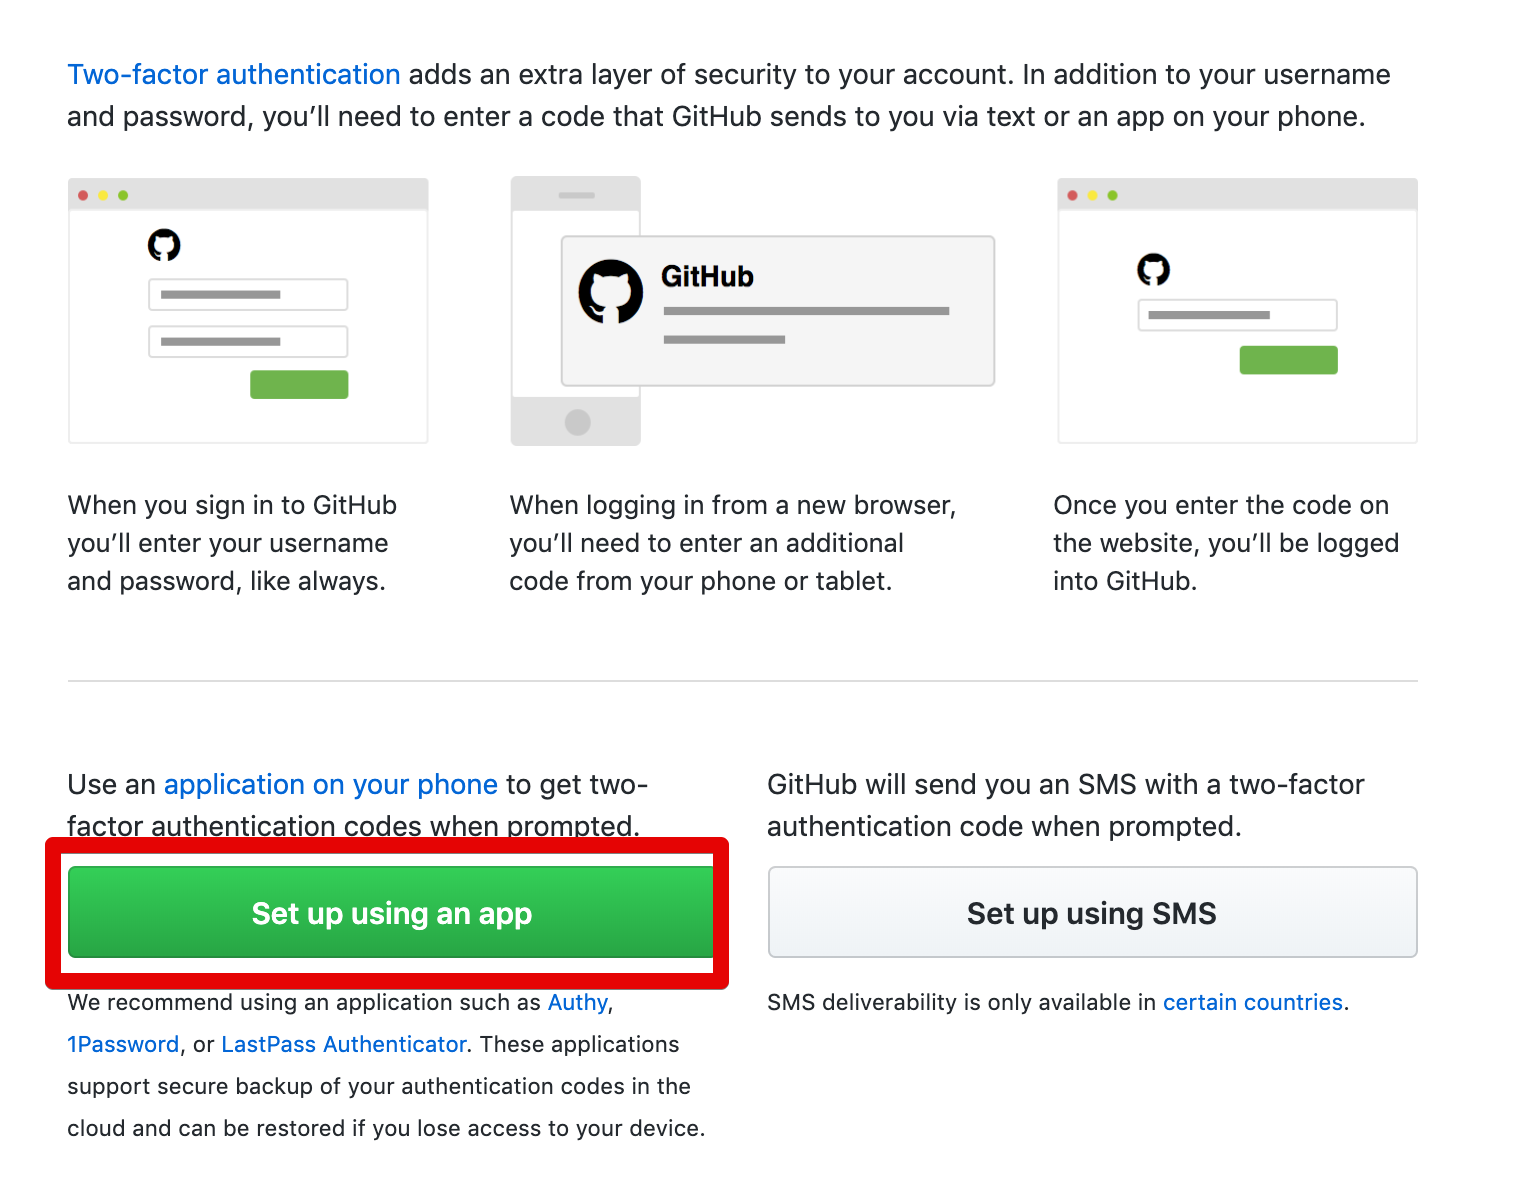 Two-factor authentication adds an extra layer of security to your account. In addition to your username
and password, you’ll need to enter a code that GitHub sends to you via text or an app on your phone.
GitHub
When you sign in to GitHub
you’ll enter your username
and password, like always.
When logging in from a new browser,
you’ll need to enter an additional
code from your phone or tablet.
Once you enter the code on
the website, you’ll be logged
into GitHub.
Use an application on your phone to get two-
factor authentication codes when prompted.
Set up using an app
We recommend using an application such as Authy,
1Password, or LastPass Authenticator. These applications
support secure backup of your authentication codes in the
cloud and can be restored if you lose access to your device.
GitHub will send you an SMS with a two-factor
authentication code when prompted.
Set up using SMS
SMS deliverability is only available in certain countries.